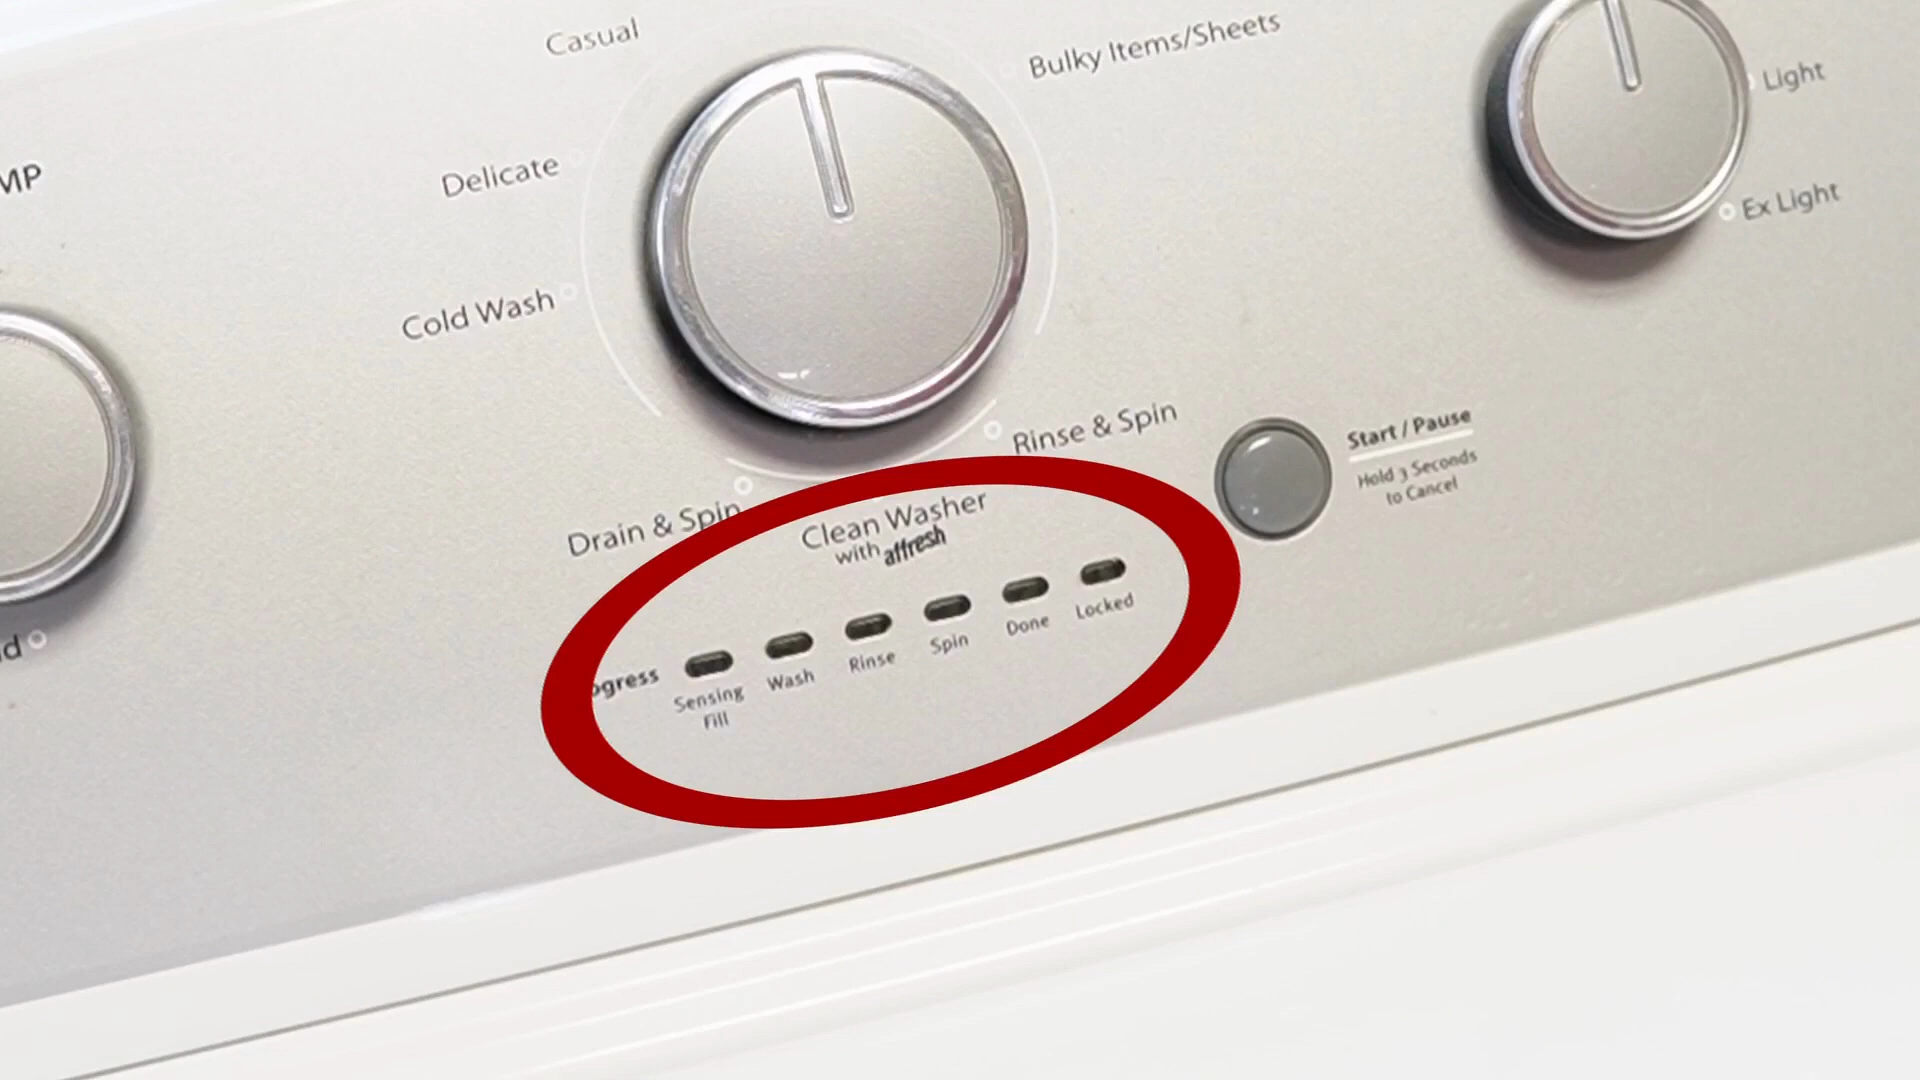 Casual
Bulky Items/Sheets
Light
Delicate
MP
Ex Light
Cold Wash
Rinse & Spin
Start / Pause
Hold 3 Seconds
to Cancel
Drain & Spin
Clean Washer
with affresh
ogress
Sensing
Fill
Wash
Rinse
Spin
Done
Locked
d